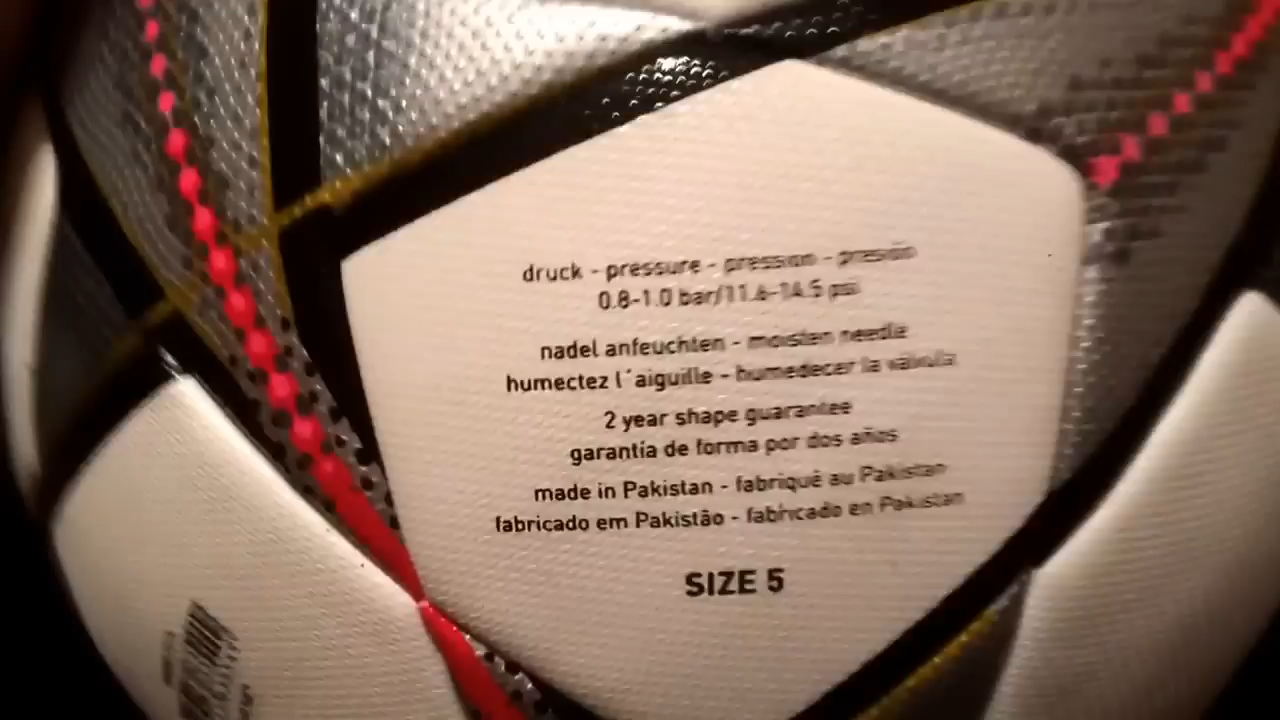 druck - pressure - pression - presión
0.8-1.0 bar/11.6-14.5 psi
nadel anfeuchten - moisten needle
humectez l´aiguille - humedecer la válvula
2 year shape guarantee
garantía de forma por dos años
made in Pakistan - fabriqué au Pakistan
fabricado em Pakistão - fabricado en Pakistan
SIZE 5